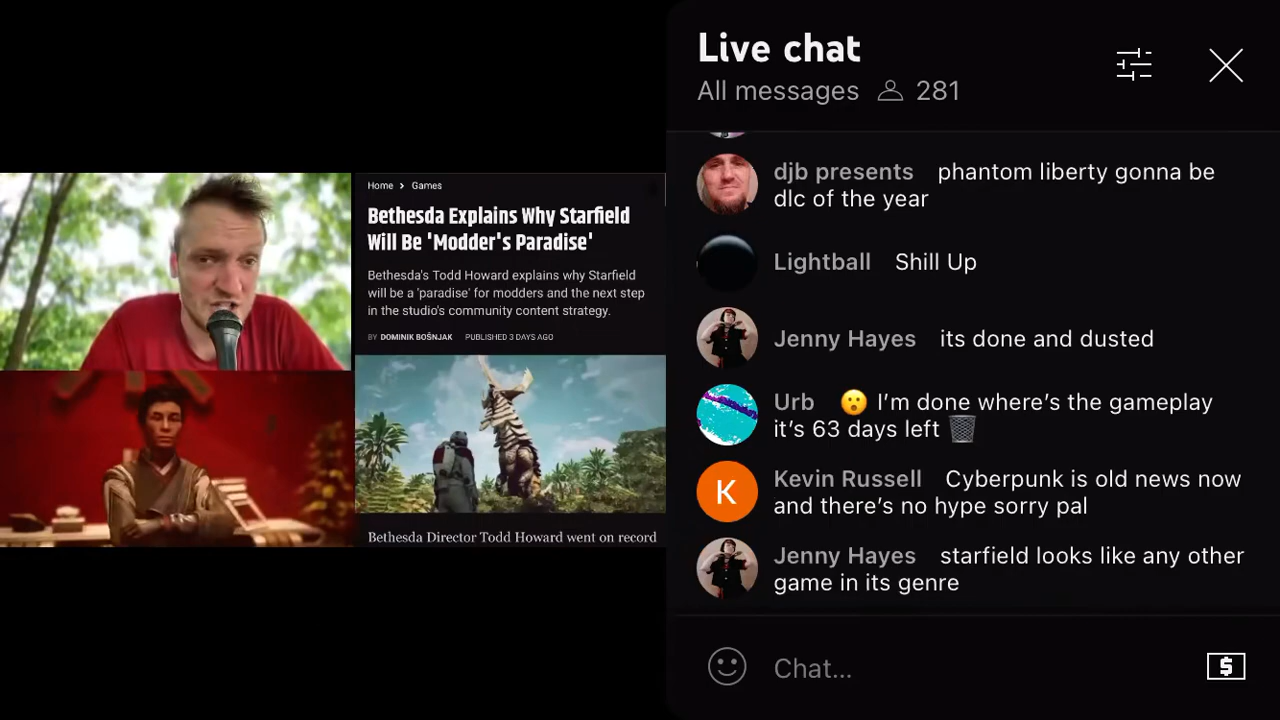 Home > Games
Bethesda Explains Why Starfield
Will Be 'Modder's Paradise'
Bethesda's Todd Howard explains why Starfield
will be a 'paradise' for modders and the next step
in the studio's community content strategy.
BY DOMINIK BOŠNJAK PUBLISHED 3 DAYS AGO
Bethesda Director Todd Howard went on record
Live chat
All messages 281
djb presents phantom liberty gonna be
dlc of the year
Lightball Shill Up
Jenny Hayes its done and dusted
Urb 😮 I'm done where's the gameplay
it's 63 days left 🗑️
K
Kevin Russell Cyberpunk is old news now
and there's no hype sorry pal
Jenny Hayes starfield looks like any other
game in its genre
Chat...
$